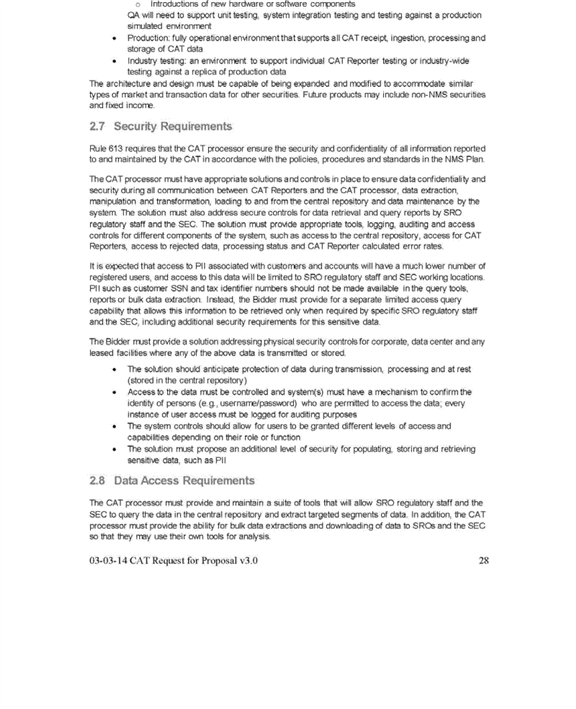 o Introductions of new hardware or software components
QA will need to support unit testing, system integration testing and testing against a production
simulated environment
• Production: fully operational environment that supports all CAT receipt, ingestion, processing and
storage of CAT data
• Industry testing: an environment to support individual CAT Reporter testing or industry-wide
testing against a replica of production data
The architecture and design must be capable of being expanded and modified to accommodate similar
types of market and transaction data for other securities. Future products may include non-NMS securities
and fixed income.
2.7 Security Requirements
Rule 613 requires that the CAT processor ensure the security and confidentiality of all information reported
to and maintained by the CAT in accordance with the policies, procedures and standards in the NMS Plan.
The CAT processor must have appropriate solutions and controls in place to ensure data confidentiality and
security during all communication between CAT Reporters and the CAT processor, data extraction,
manipulation and transformation, loading to and from the central repository and data maintenance by the
system. The solution must also address secure controls for data retrieval and query reports by SRO
regulatory staff and the SEC. The solution must provide appropriate tools, logging, auditing and access
controls for different components of the system, such as access to the central repository, access for CAT
Reporters, access to rejected data, processing status and CAT Reporter calculated error rates.
It is expected that access to PII associated with customers and accounts will have a much lower number of
registered users, and access to this data will be limited to SRO regulatory staff and SEC working locations.
PII such as customer SSN and tax identifier numbers should not be made available in the query tools,
reports or bulk data extraction. Instead, the Bidder must provide for a separate limited access query
capability that allows this information to be retrieved only when required by specific SRO regulatory staff
and the SEC, including additional security requirements for this sensitive data.
The Bidder must provide a solution addressing physical security controls for corporate, data center and any
leased facilities where any of the above data is transmitted or stored.
• The solution should anticipate protection of data during transmission, processing and at rest
(stored in the central repository)
• Access to the data must be controlled and system(s) must have a mechanism to confirm the
identity of persons (e.g., username/password) who are permitted to access the data; every
instance of user access must be logged for auditing purposes
• The system controls should allow for users to be granted different levels of access and
capabilities depending on their role or function
• The solution must propose an additional level of security for populating, storing and retrieving
sensitive data, such as PII
2.8 Data Access Requirements
The CAT processor must provide and maintain a suite of tools that will allow SRO regulatory staff and the
SEC to query the data in the central repository and extract targeted segments of data. In addition, the CAT
processor must provide the ability for bulk data extractions and downloading of data to SROs and the SEC
so that they may use their own tools for analysis.
03-03-14 CAT Request for Proposal v3.0 28